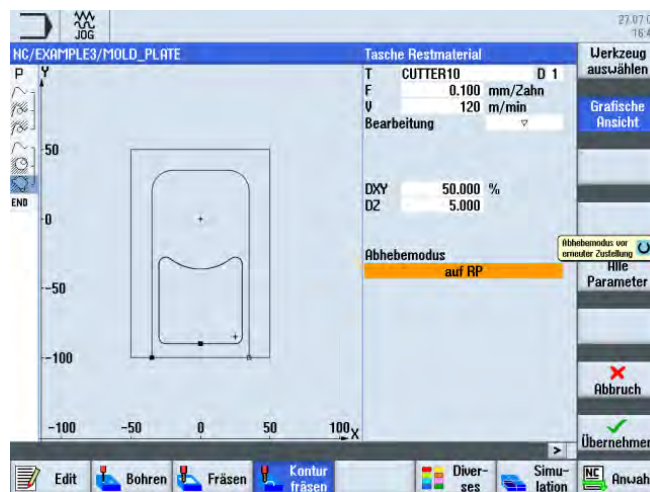 27.07.0
JOG
16:4
NC/EXAMPLE3/MOLD_PLATE
Tasche Restmaterial
Werkzeug
auswählen
P
Y
T CUTTER10 D 1
F 0.100 mm/Zahn
V 120 m/min
Bearbeitung ▽
Grafische
Ansicht
50
END
0
DXY 50.000 %
DZ 5.000
Abhebemodus vor
erneuter Zustellung
Abhebemodus
auf RP
Alle
Parameter
-50
-100
Abbruch
-100 -50 0 50 100 X
Übernehmen
>
Edit
Bohren
Fräsen
Kontur
fräsen
Diver-
ses
Simu-
lation
NC
Anwah